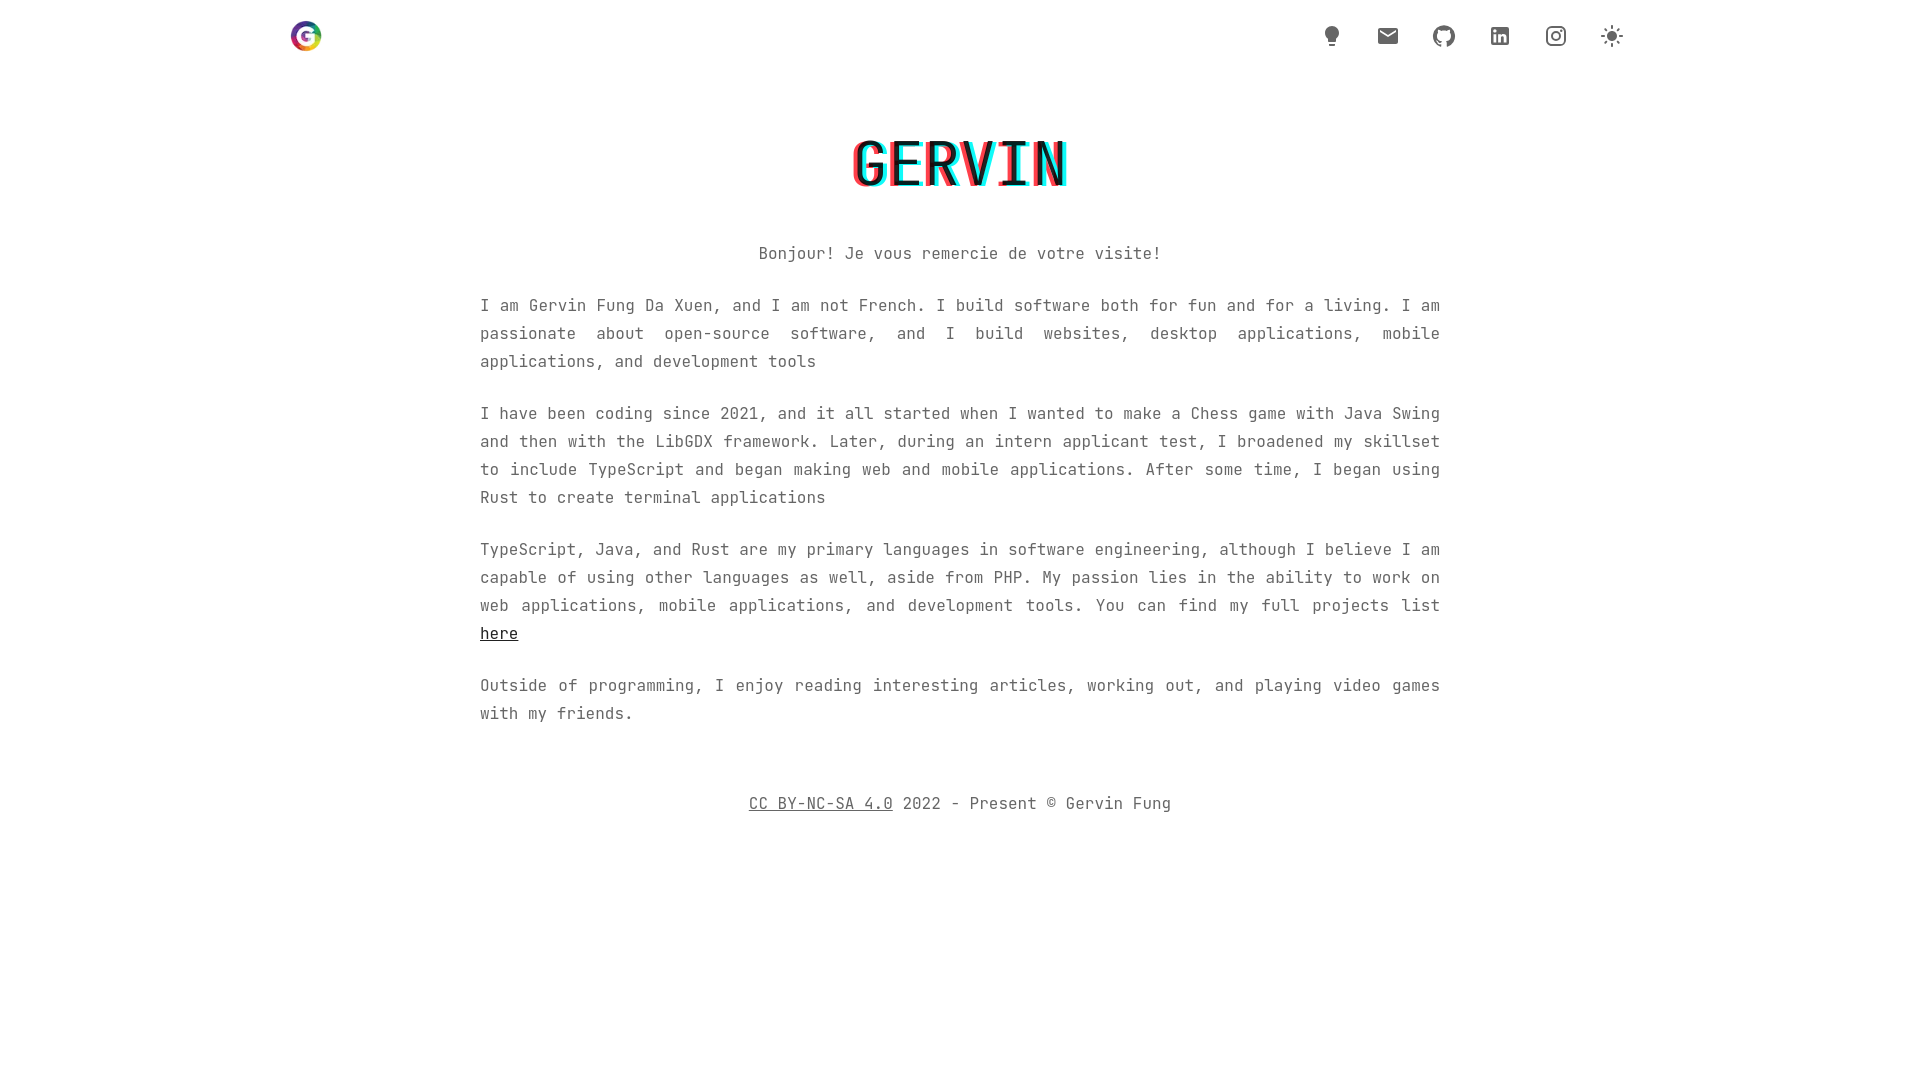 GERVIN
Bonjour! Je vous remercie de votre visite!
I am Gervin Fung Da Xuen, and I am not French. I build software both for fun and for a living. I am
passionate about open-source software, and I build websites, desktop applications, mobile
applications, and development tools
I have been coding since 2021, and it all started when I wanted to make a Chess game with Java Swing
and then with the LibGDX framework. Later, during an intern applicant test, I broadened my skillset
to include TypeScript and began making web and mobile applications. After some time, I began using
Rust to create terminal applications
TypeScript, Java, and Rust are my primary languages in software engineering, although I believe I am
capable of using other languages as well, aside from PHP. My passion lies in the ability to work on
web applications, mobile applications, and development tools. You can find my full projects list
here
Outside of programming, I enjoy reading interesting articles, working out, and playing video games
with my friends.
CC BY-NC-SA 4.0 2022 - Present © Gervin Fung